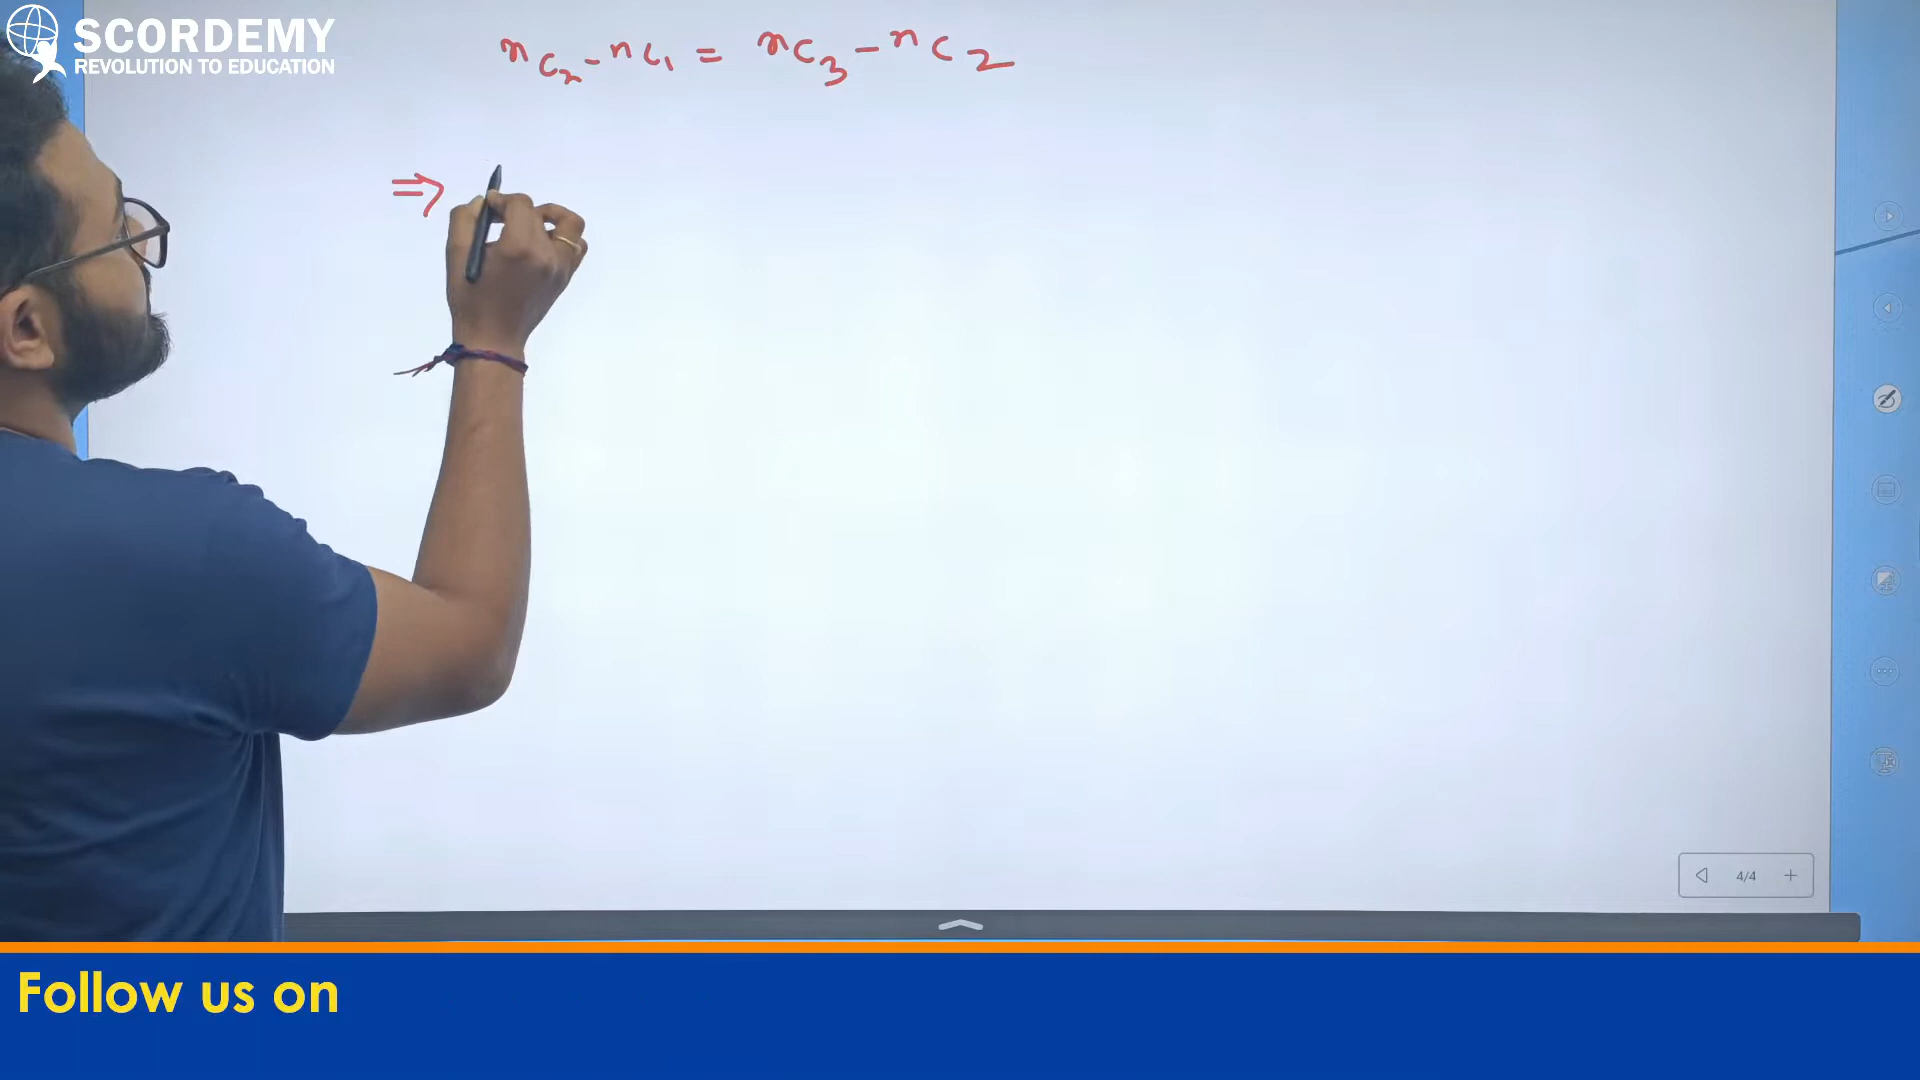 SCORDEMY
REVOLUTION TO EDUCATION
ⁿC₂ - ⁿC₁ = ⁿC₃ - ⁿC₂
⇒
4/4 +
Follow us on